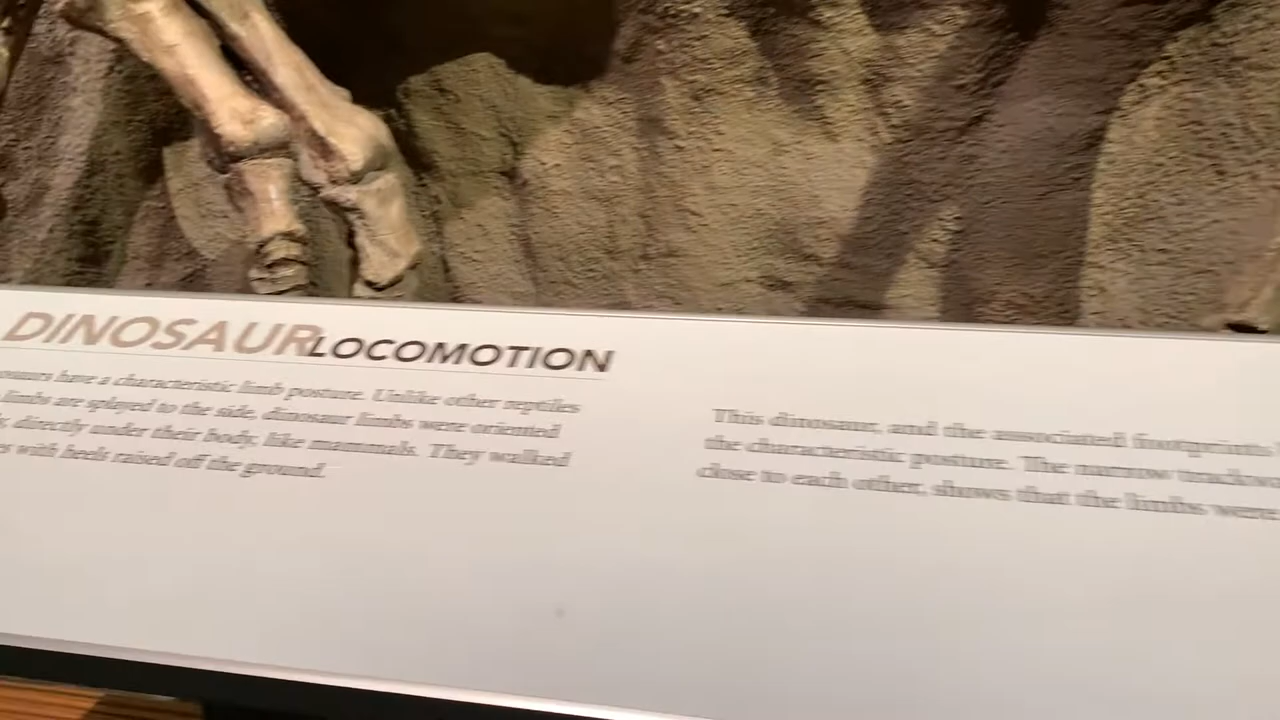 DINOSAUR LOCOMOTION
have a characteristic limb posture. Unlike other reptiles
limbs are splayed to the side, dinosaur limbs were oriented
directly under their body, like mammals. They walked
with heels raised off the ground.
This dinosaur, and the associated footprints
the characteristic posture. The narrow
close to each other, shows that the limbs were